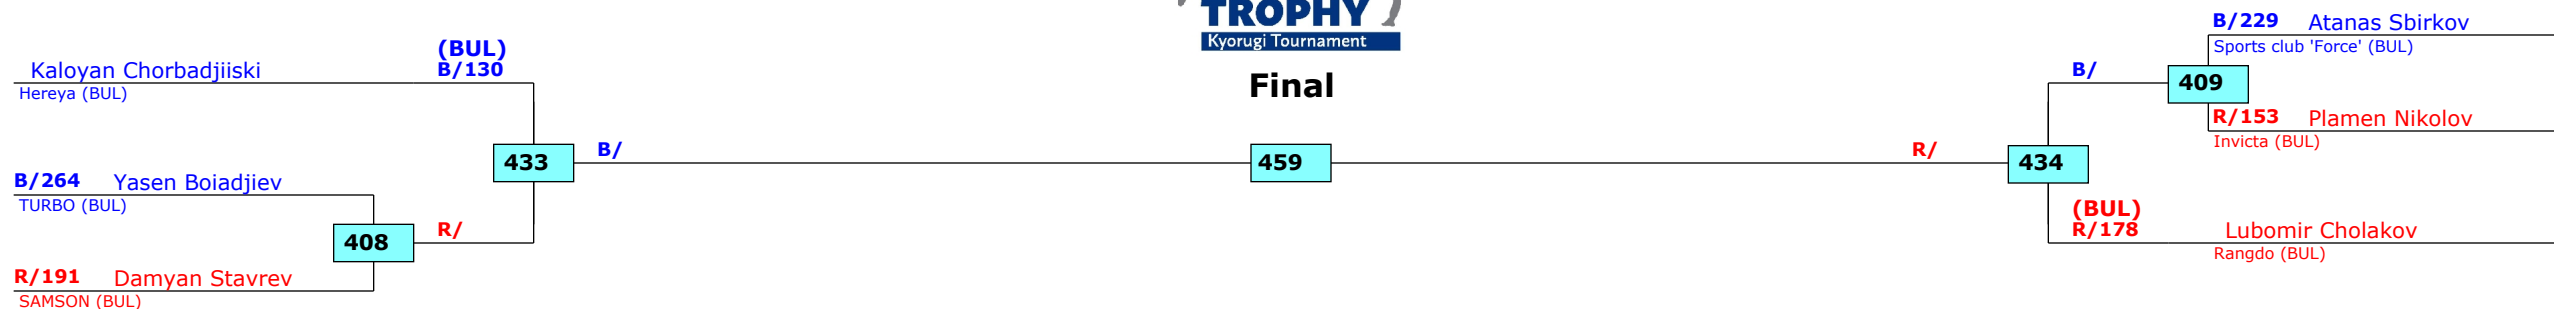 TROPHY
Kyorugi Tournament
Final
Kaloyan Chorbadjiiski
Hereya (BUL)
(BUL)
B/130
B/264 Yasen Boiadjiev
TURBO (BUL)
R/191 Damyan Stavrev
SAMSON (BUL)
408
R/
433
B/
459
R/
434
B/
409
B/229 Atanas Sbirkov
Sports club 'Force' (BUL)
R/153 Plamen Nikolov
Invicta (BUL)
(BUL)
R/178 Lubomir Cholakov
Rangdo (BUL)